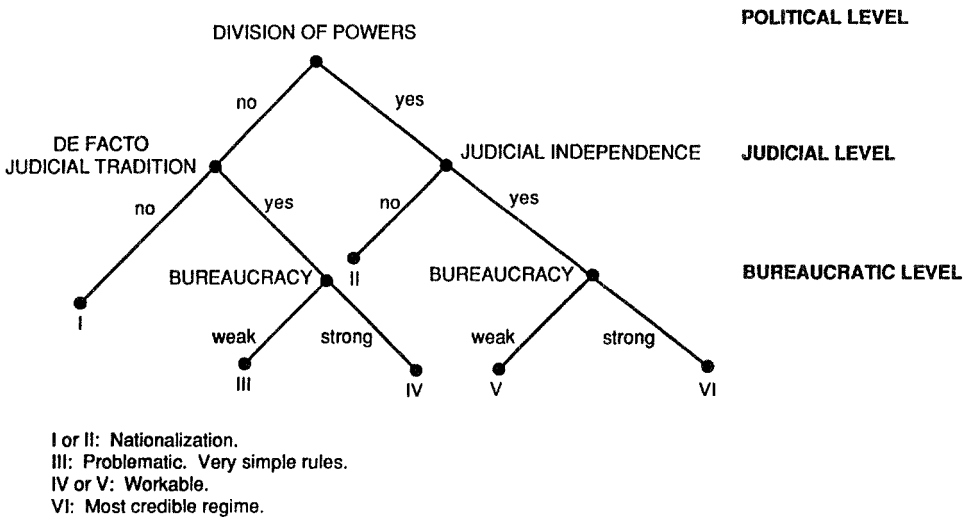 POLITICAL LEVEL
DIVISION OF POWERS
no
yes
DE FACTO
JUDICIAL TRADITION
JUDICIAL INDEPENDENCE
JUDICIAL LEVEL
no
yes
no
yes
BUREAUCRACY
II
BUREAUCRACY
BUREAUCRATIC LEVEL
I
weak
strong
weak
strong
III
IV
V
VI
I or II: Nationalization.
III: Problematic. Very simple rules.
IV or V: Workable.
VI: Most credible regime.